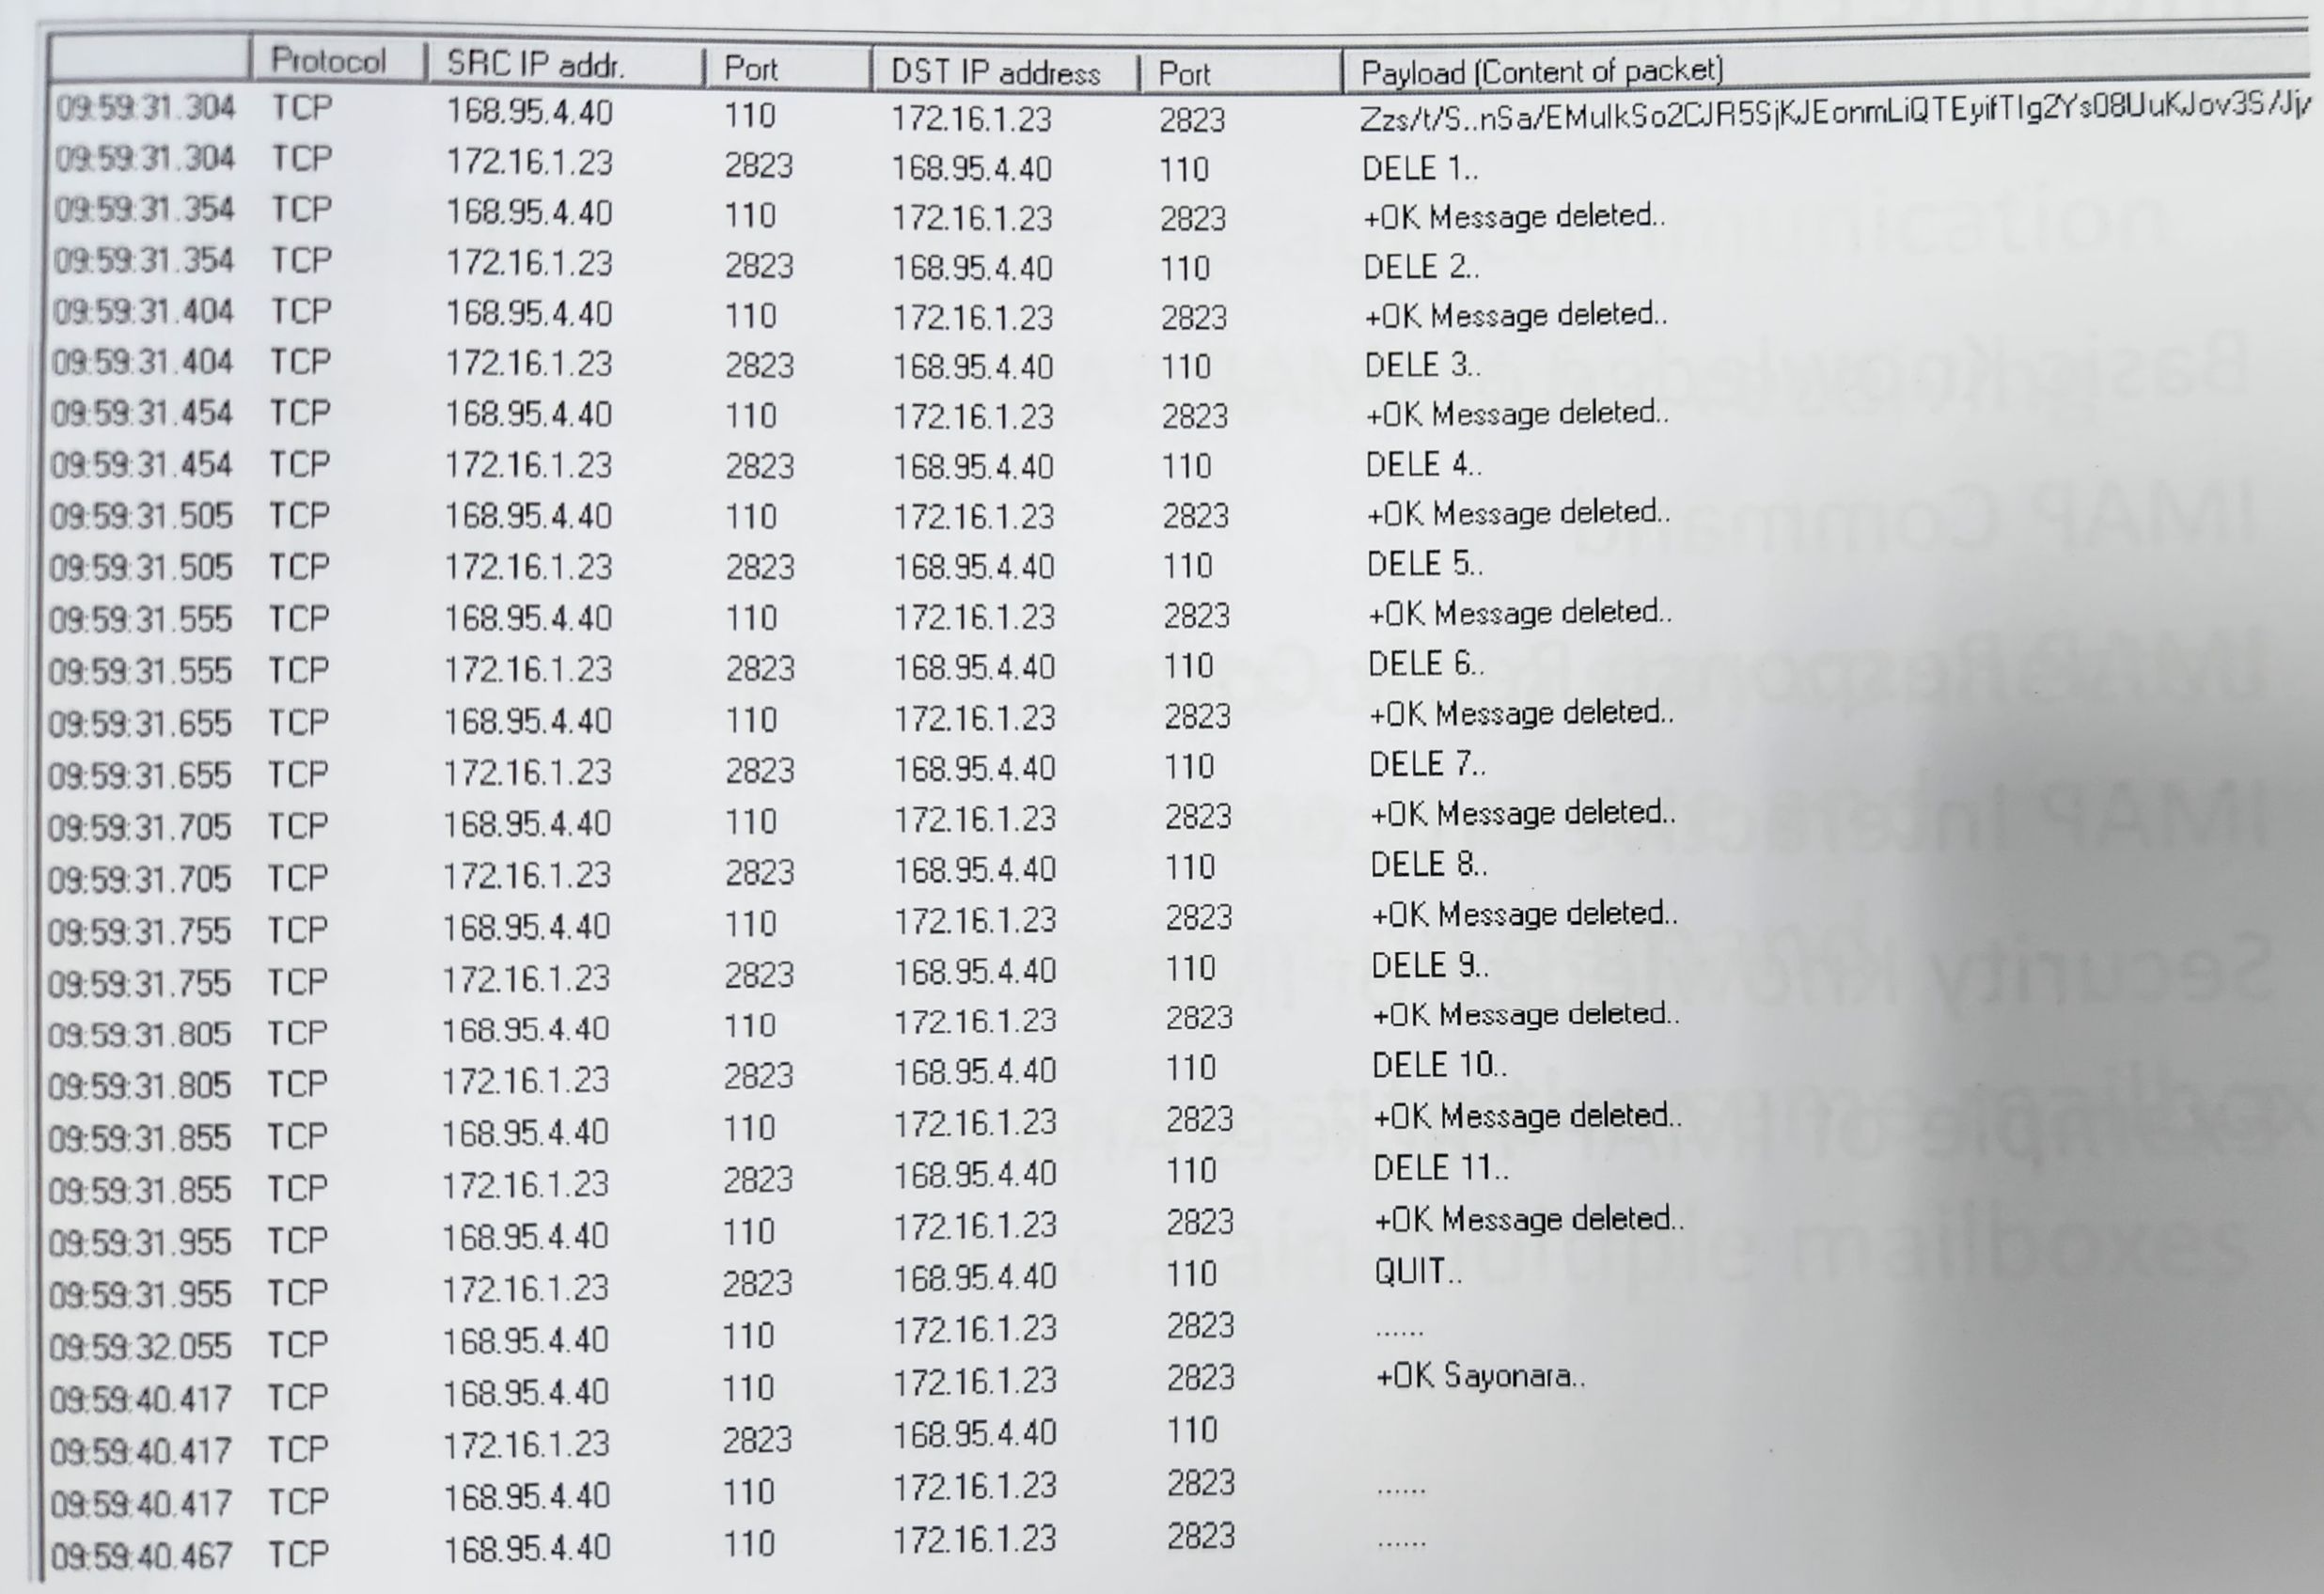 Protocol SRC IP addr. Port DST IP address Port Payload (Content of packet)
09:59:31.304 TCP 168.95.4.40 110 172.16.1.23 2823 Zzs/t/S..nSa/EMulkSo2CJR5SjKJEonmLiQTEyifTIg2Ys08UuKJov3S/Jj/
09:59:31.304 TCP 172.16.1.23 2823 168.95.4.40 110 DELE 1..
09:59:31.354 TCP 168.95.4.40 110 172.16.1.23 2823 +OK Message deleted..
09:59:31.354 TCP 172.16.1.23 2823 168.95.4.40 110 DELE 2..
09:59:31.404 TCP 168.95.4.40 110 172.16.1.23 2823 +OK Message deleted..
09:59:31.404 TCP 172.16.1.23 2823 168.95.4.40 110 DELE 3..
09:59:31.454 TCP 168.95.4.40 110 172.16.1.23 2823 +OK Message deleted..
09:59:31.454 TCP 172.16.1.23 2823 168.95.4.40 110 DELE 4..
09:59:31.505 TCP 168.95.4.40 110 172.16.1.23 2823 +OK Message deleted..
09:59:31.505 TCP 172.16.1.23 2823 168.95.4.40 110 DELE 5..
09:59:31.555 TCP 168.95.4.40 110 172.16.1.23 2823 +OK Message deleted..
09:59:31.555 TCP 172.16.1.23 2823 168.95.4.40 110 DELE 6..
09:59:31.655 TCP 168.95.4.40 110 172.16.1.23 2823 +OK Message deleted..
09:59:31.655 TCP 172.16.1.23 2823 168.95.4.40 110 DELE 7..
09:59:31.705 TCP 168.95.4.40 110 172.16.1.23 2823 +OK Message deleted..
09:59:31.705 TCP 172.16.1.23 2823 168.95.4.40 110 DELE 8..
09:59:31.755 TCP 168.95.4.40 110 172.16.1.23 2823 +OK Message deleted..
09:59:31.755 TCP 172.16.1.23 2823 168.95.4.40 110 DELE 9..
09:59:31.805 TCP 168.95.4.40 110 172.16.1.23 2823 +OK Message deleted..
09:59:31.805 TCP 172.16.1.23 2823 168.95.4.40 110 DELE 10..
09:59:31.855 TCP 168.95.4.40 110 172.16.1.23 2823 +OK Message deleted..
09:59:31.855 TCP 172.16.1.23 2823 168.95.4.40 110 DELE 11..
09:59:31.955 TCP 168.95.4.40 110 172.16.1.23 2823 +OK Message deleted..
09:59:31.955 TCP 172.16.1.23 2823 168.95.4.40 110 QUIT..
09:59:32.055 TCP 168.95.4.40 110 172.16.1.23 2823 ......
09:59:40.417 TCP 168.95.4.40 110 172.16.1.23 2823 +OK Sayonara..
09:59:40.417 TCP 172.16.1.23 2823 168.95.4.40 110
09:59:40.417 TCP 168.95.4.40 110 172.16.1.23 2823 ......
09:59:40.467 TCP 168.95.4.40 110 172.16.1.23 2823 ......